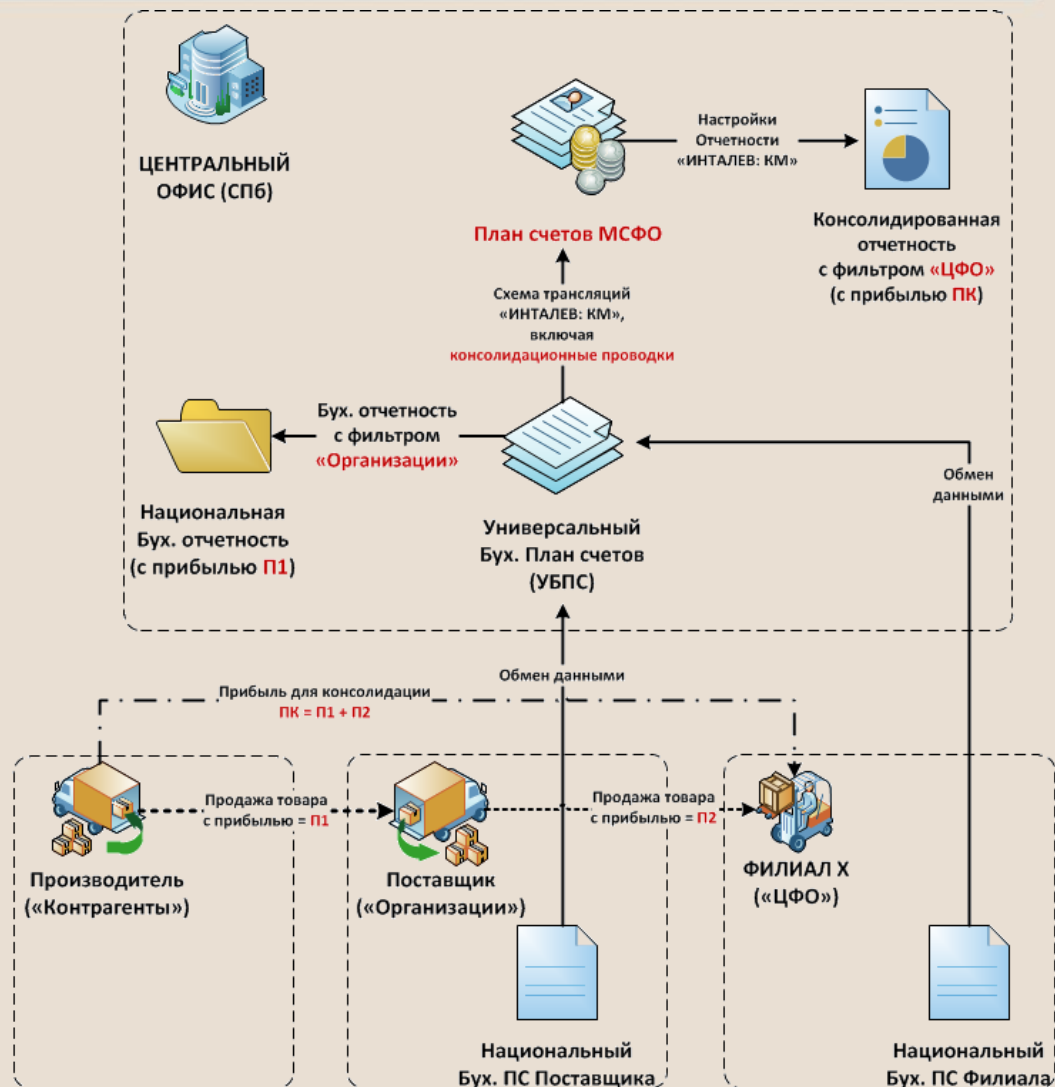 ЦЕНТРАЛЬНЫЙ
ОФИС (СПб)
Настройки
Отчетности
«ИНТАЛЕВ: КМ»
План счетов МСФО
Консолидированная
отчетность
с фильтром «ЦФО»
(с прибылью ПК)
Схема трансляций
«ИНТАЛЕВ: КМ»,
включая
консолидационные проводки
Бух. отчетность
с фильтром
«Организации»
Обмен
данными
Национальная
Бух. отчетность
(с прибылью П1)
Универсальный
Бух. План счетов
(УБПС)
Обмен данными
Прибыль для консолидации
ПК = П1 + П2
Продажа товара
с прибылью = П1
Продажа товара
с прибылью = П2
Производитель
(«Контрагенты»)
Поставщик
(«Организации»)
ФИЛИАЛ Х
(«ЦФО»)
Национальный
Бух. ПС Поставщика
Национальный
Бух. ПС Филиала